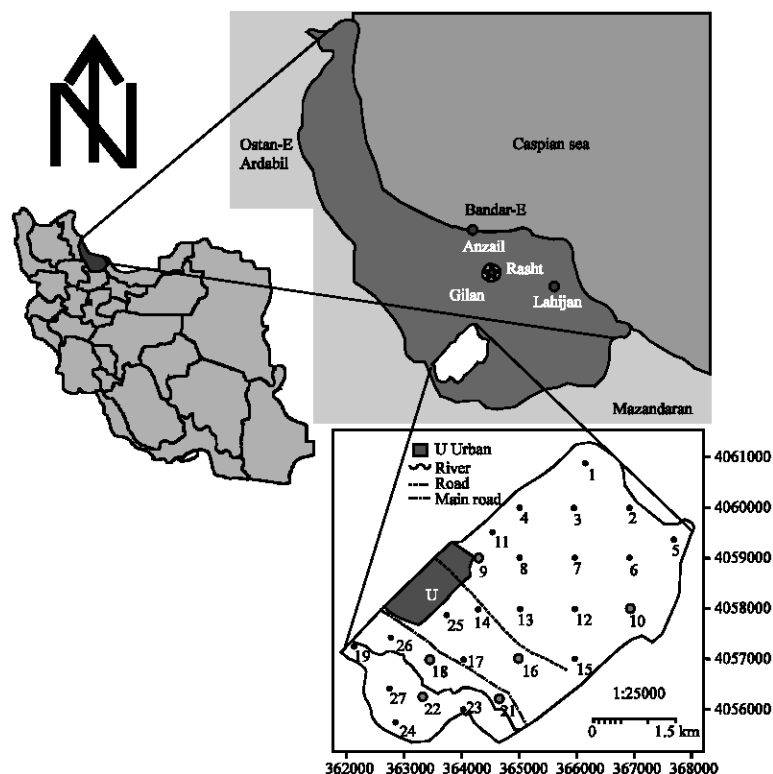 N
Ostan-E
Ardabil
Caspian sea
Bandar-E
Anzail
Rasht
Gilan
Lahijan
Mazandaran
U Urban
River
Road
Main road
4061000
4060000
4059000
4058000
4057000
4056000
1
4
3
2
11
5
9
8
7
6
U
25
14
13
12
10
26
19
18
17
16
15
27
22
23
21
24
1:25000
0 1.5 km
362000 363000 364000 365000 366000 367000 368000